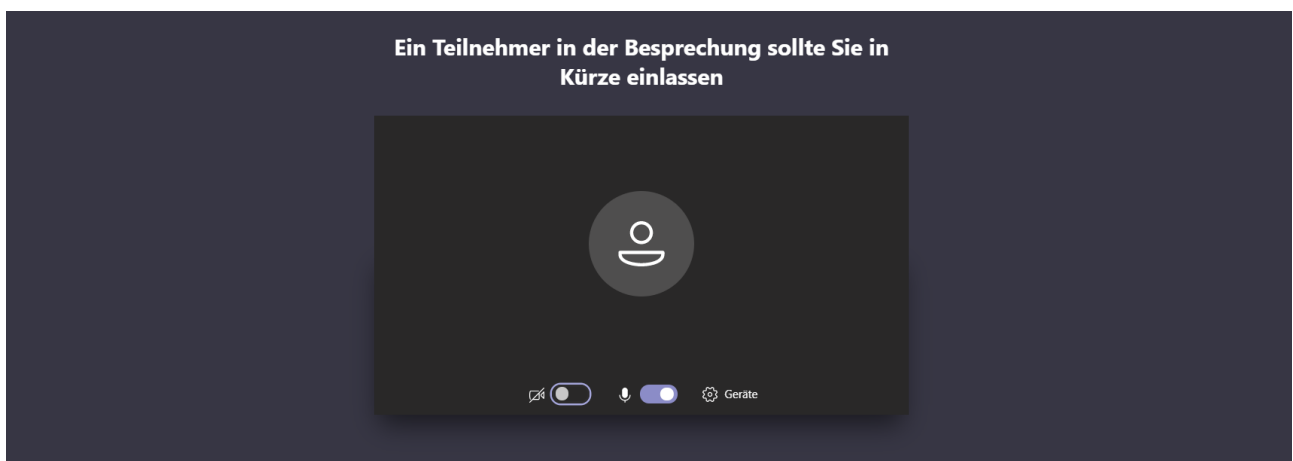 Ein Teilnehmer in der Besprechung sollte Sie in
Kürze einlassen
Geräte